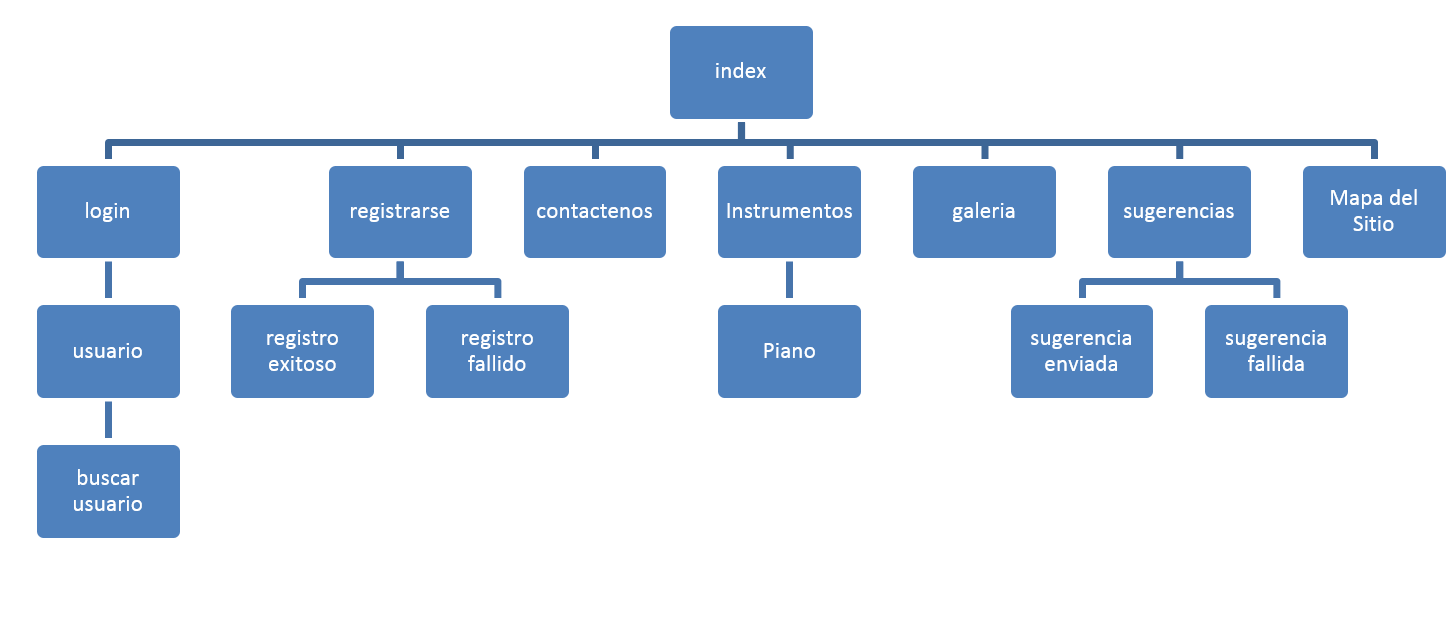 index
login
registrarse
contactenos
Instrumentos
galeria
sugerencias
Mapa del
Sitio
usuario
registro
exitoso
registro
fallido
Piano
sugerencia
enviada
sugerencia
fallida
buscar
usuario